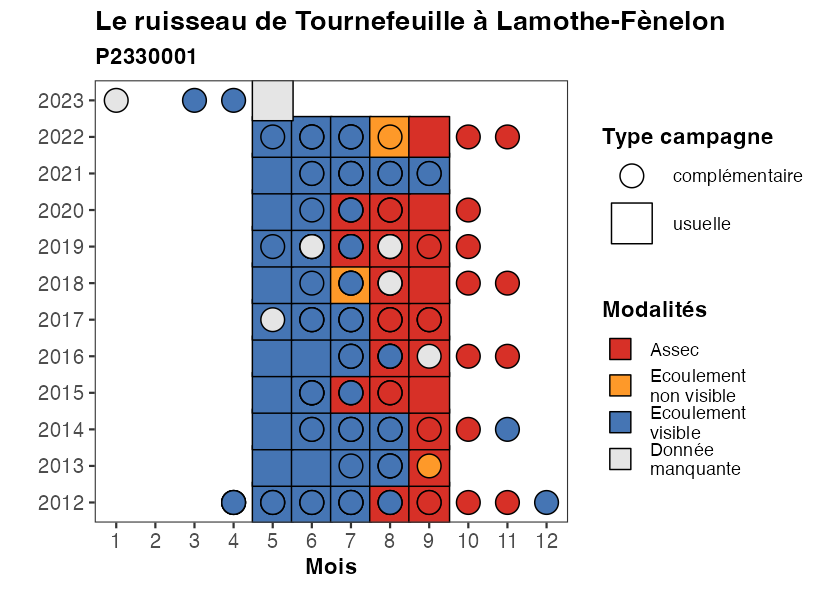 Le ruisseau de Tournefeuille à Lamothe-Fènelon
P2330001
2023
2022
2021
2020
2019
2018
2017
2016
2015
2014
2013
2012
1 2 3 4 5 6 7 8 9 10 11 12
Mois
Type campagne
complémentaire
usuelle
Modalités
Assec
Ecoulement
non visible
Ecoulement
visible
Donnée
manquante